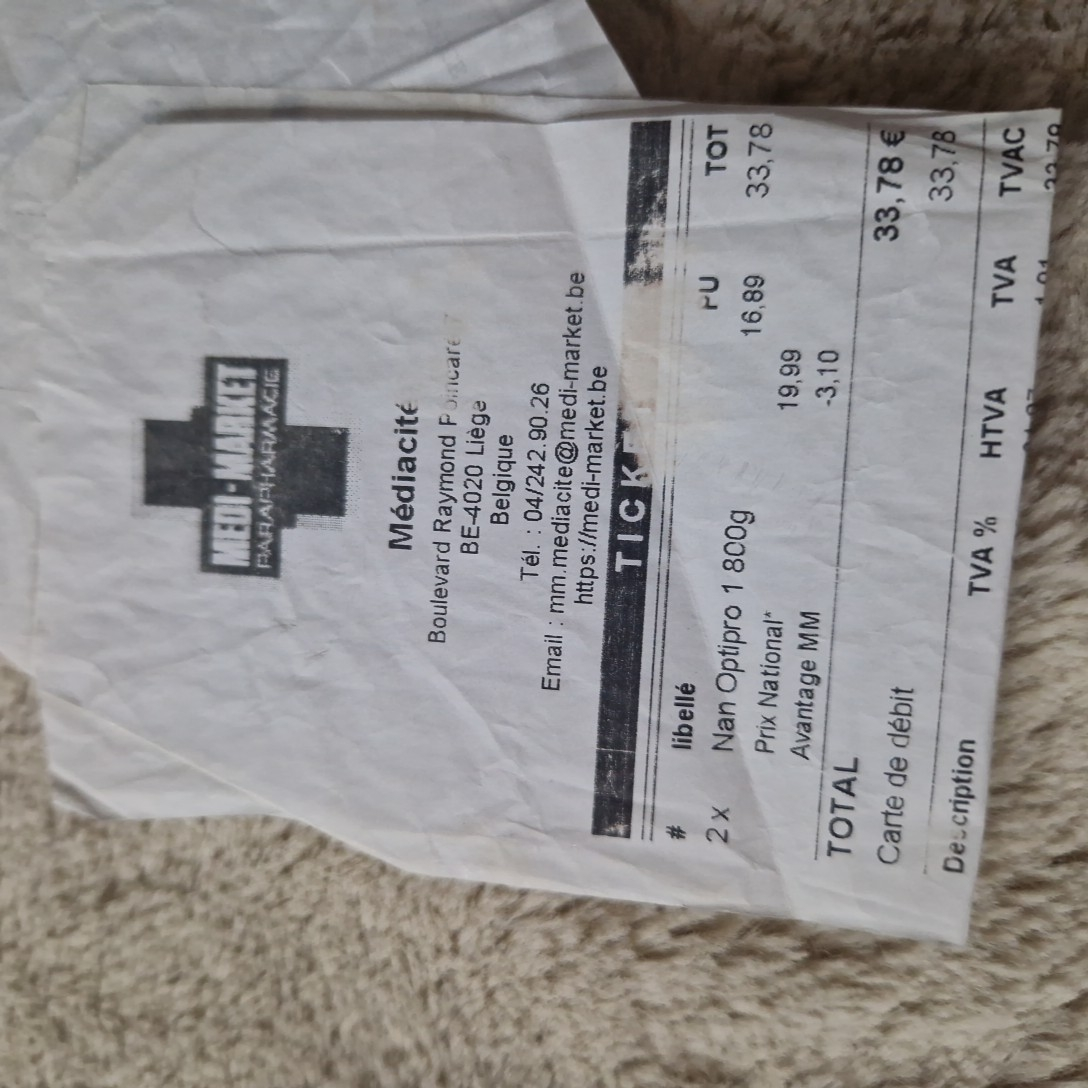 MEDI-MARKET
PARAPHARMACIE
Médiacité
Boulevard Raymond Poincaré 7
BE-4020 Liège
Belgique
Tél. : 04/242.90.26
Email : mm.mediacite@medi-market.be
https://medi-market.be
TICKET
# libellé PU TOT
2 x Nan Optipro 1 800g 16,89 33,78
Prix National* 19,99
Avantage MM -3,10
TOTAL 33,78 €
Carte de débit 33,78
Description TVA % HTVA TVA TVAC